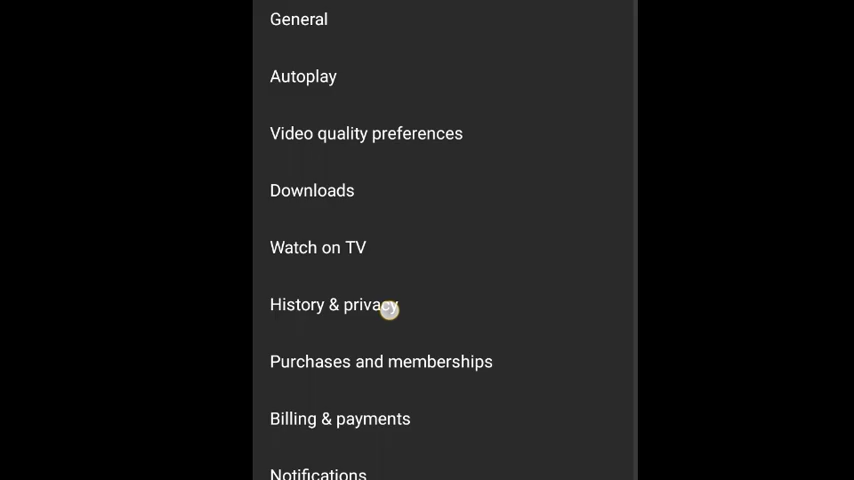 General
Autoplay
Video quality preferences
Downloads
Watch on TV
History & privacy
Purchases and memberships
Billing & payments
Notifications